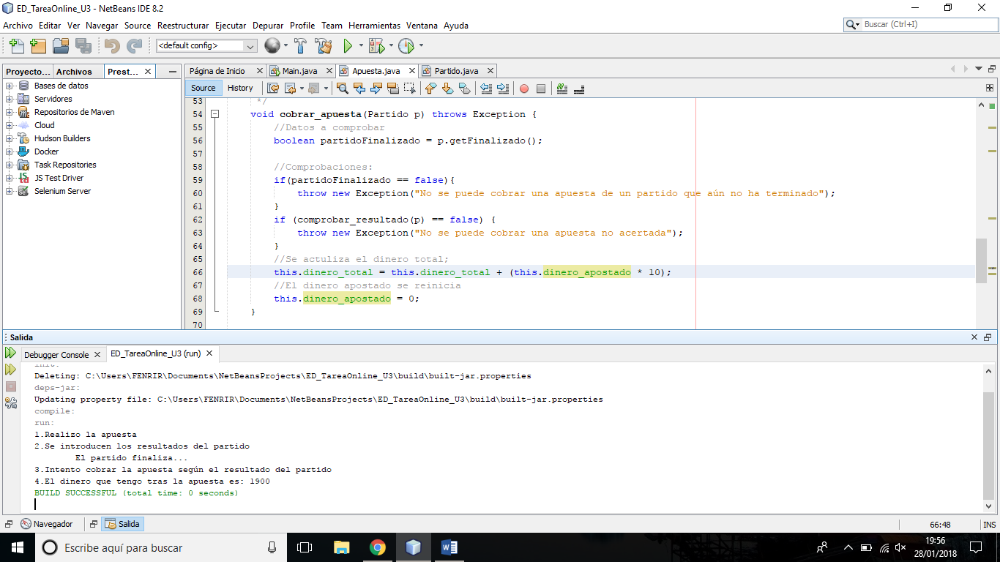 ED_TareaOnline_U3 - NetBeans IDE 8.2
Archivo Editar Ver Navegar Source Reestructurar Ejecutar Depurar Profile Team Herramientas Ventana Ayuda
Buscar (Ctrl+I)
<default config>
Proyecto... Archivos Prest...
Página de Inicio Main.java Apuesta.java Partido.java
Source History
Bases de datos
Servidores
Repositorios de Maven
Cloud
Hudson Builders
Docker
Task Repositories
JS Test Driver
Selenium Server
53 */
54 void cobrar_apuesta(Partido p) throws Exception {
55 //Datos a comprobar
56 boolean partidoFinalizado = p.getFinalizado();
57
58 //Comprobaciones:
59 if(partidoFinalizado == false){
60 throw new Exception("No se puede cobrar una apuesta de un partido que aún no ha terminado");
61 }
62 if (comprobar_resultado(p) == false) {
63 throw new Exception("No se puede cobrar una apuesta no acertada");
64 }
65 //Se actuliza el dinero total;
66 this.dinero_total = this.dinero_total + (this.dinero_apostado * 10);
67 //El dinero apostado se reinicia
68 this.dinero_apostado = 0;
69 }
70
Salida
Debugger Console ED_TareaOnline_U3 (run)
init:
Deleting: C:\Users\FENRIR\Documents\NetBeansProjects\ED_TareaOnline_U3\build\built-jar.properties
deps-jar:
Updating property file: C:\Users\FENRIR\Documents\NetBeansProjects\ED_TareaOnline_U3\build\built-jar.properties
compile:
run:
1.Realizo la apuesta
2.Se introducen los resultados del partido
El partido finaliza...
3.Intento cobrar la apuesta según el resultado del partido
4.El dinero que tengo tras la apuesta es: 1900
BUILD SUCCESSFUL (total time: 0 seconds)
Navegador Salida
66:48 INS
Escribe aquí para buscar
19:56
28/01/2018